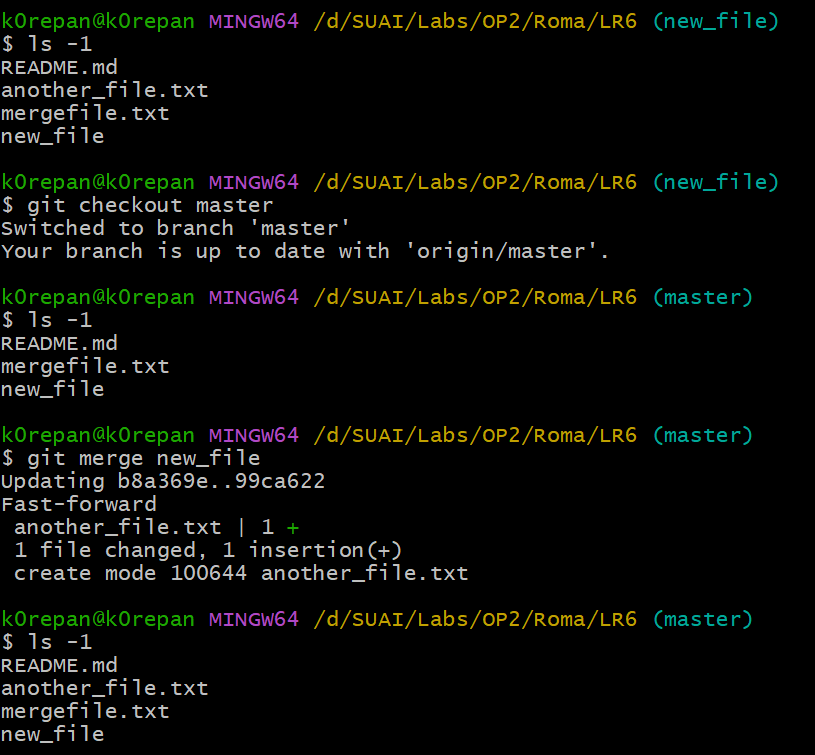 k0repan@k0repan MINGW64 /d/SUAI/Labs/OP2/Roma/LR6 (new_file)
$ ls -1
README.md
another_file.txt
mergefile.txt
new_file
k0repan@k0repan MINGW64 /d/SUAI/Labs/OP2/Roma/LR6 (new_file)
$ git checkout master
Switched to branch 'master'
Your branch is up to date with 'origin/master'.
k0repan@k0repan MINGW64 /d/SUAI/Labs/OP2/Roma/LR6 (master)
$ ls -1
README.md
mergefile.txt
new_file
k0repan@k0repan MINGW64 /d/SUAI/Labs/OP2/Roma/LR6 (master)
$ git merge new_file
Updating b8a369e..99ca622
Fast-forward
 another_file.txt | 1 +
 1 file changed, 1 insertion(+)
 create mode 100644 another_file.txt
k0repan@k0repan MINGW64 /d/SUAI/Labs/OP2/Roma/LR6 (master)
$ ls -1
README.md
another_file.txt
mergefile.txt
new_file